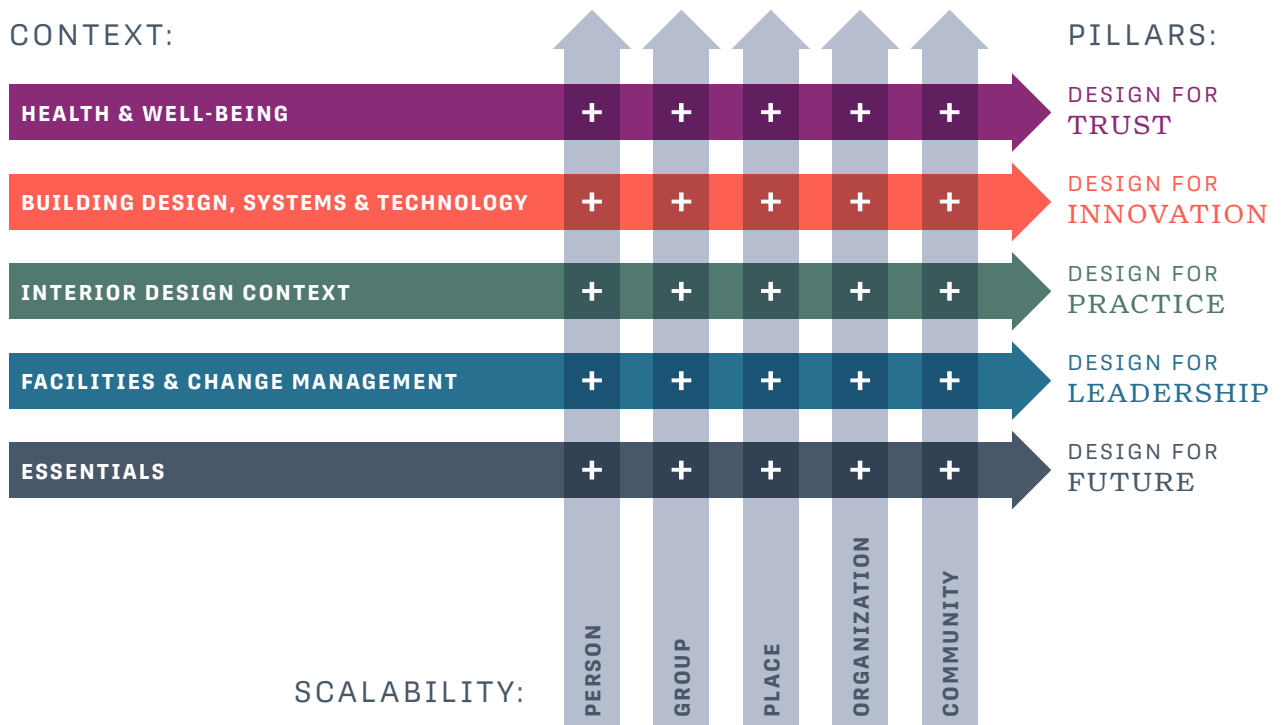 CONTEXT:
PILLARS:
HEALTH & WELL-BEING
+ + + + +
DESIGN FOR
TRUST
BUILDING DESIGN, SYSTEMS & TECHNOLOGY
+ + + + +
DESIGN FOR
INNOVATION
INTERIOR DESIGN CONTEXT
+ + + + +
DESIGN FOR
PRACTICE
FACILITIES & CHANGE MANAGEMENT
+ + + + +
DESIGN FOR
LEADERSHIP
ESSENTIALS
+ + + + +
DESIGN FOR
FUTURE
SCALABILITY:
PERSON
GROUP
PLACE
ORGANIZATION
COMMUNITY